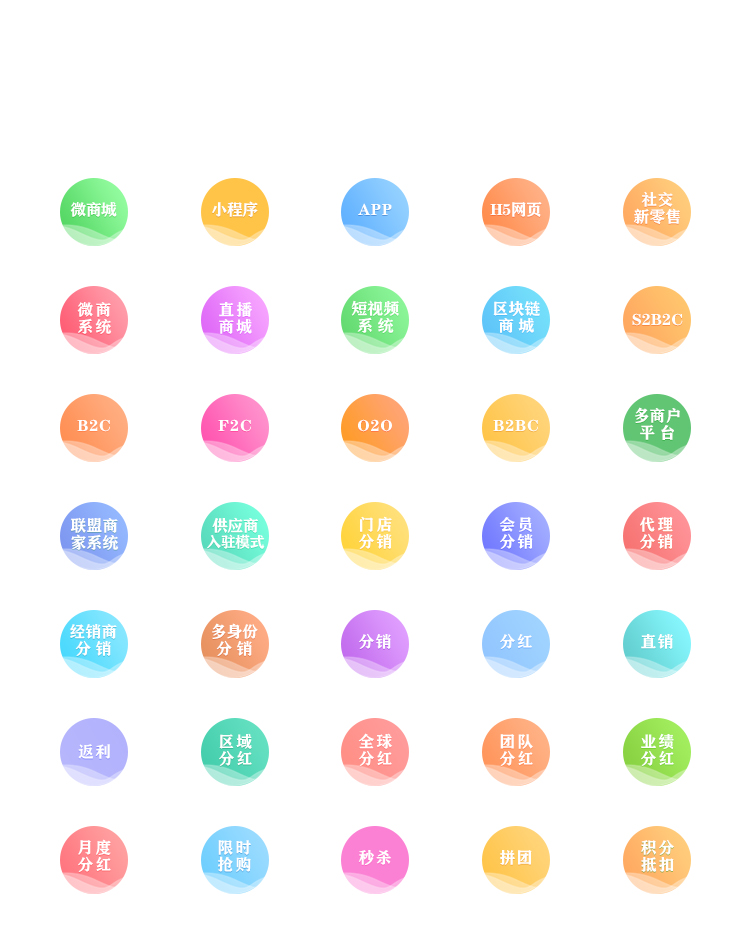 微商城
小程序
APP
H5网页
社交
新零售
微商
系统
直播
商城
短视频
系统
区块链
商城
S2B2C
B2C
F2C
O2O
B2BC
多商户
平台
联盟商
家系统
供应商
入驻模式
门店
分销
会员
分销
代理
分销
经销商
分销
多身份
分销
分销
分红
直销
返利
区域
分红
全球
分红
团队
分红
业绩
分红
月度
分红
限时
抢购
秒杀
拼团
积分
抵扣